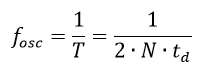 f_osc = 1/T = 1/(2 · N · t_d)